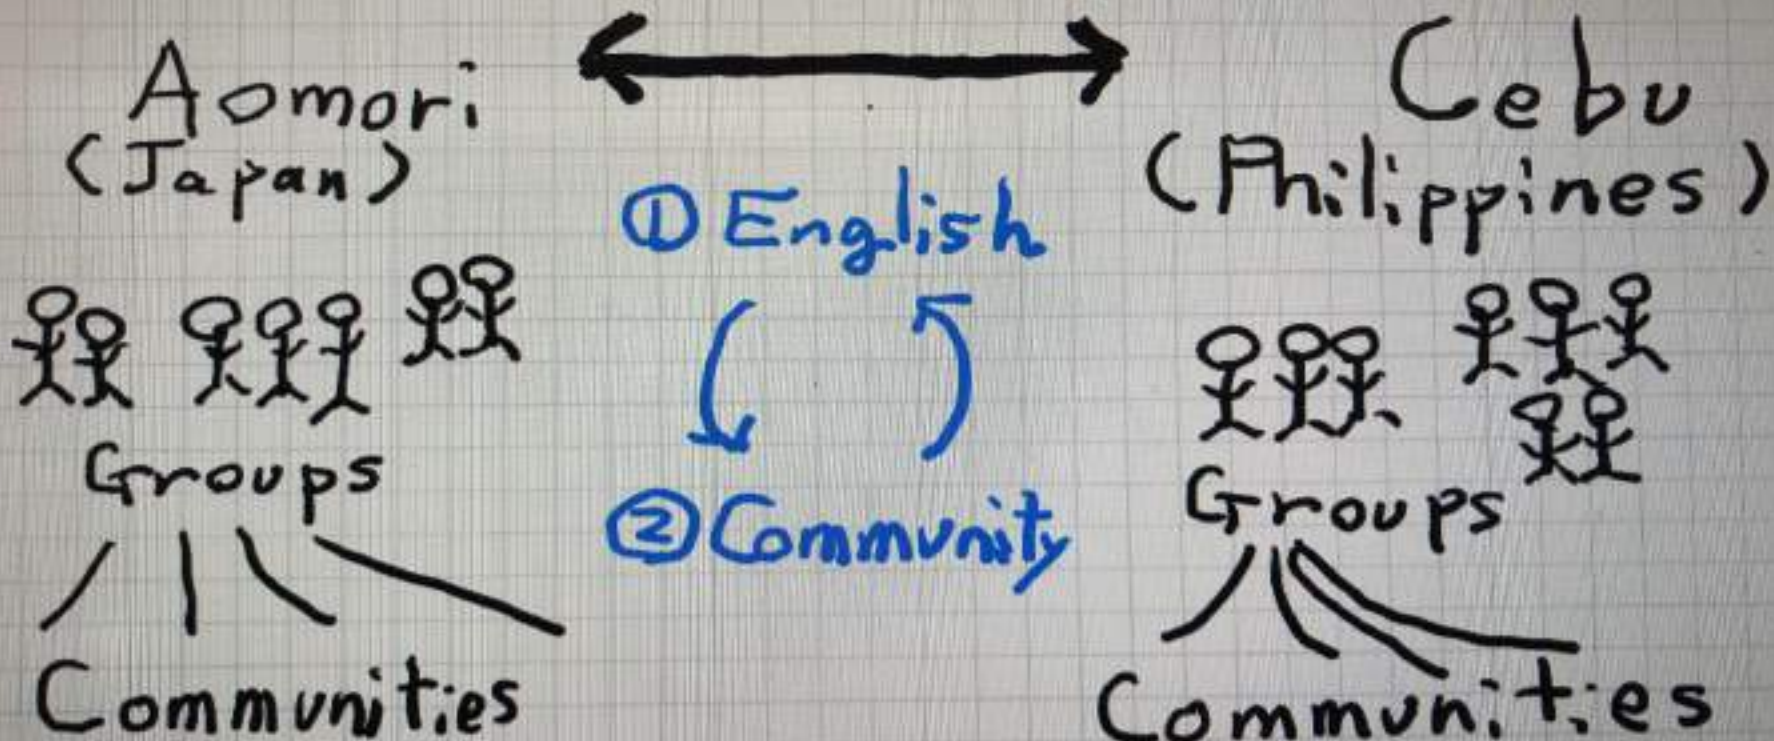 Aomori
(Japan)
Groups
Communities
① English
② Community
Cebu
(Philippines)
Groups
Communities